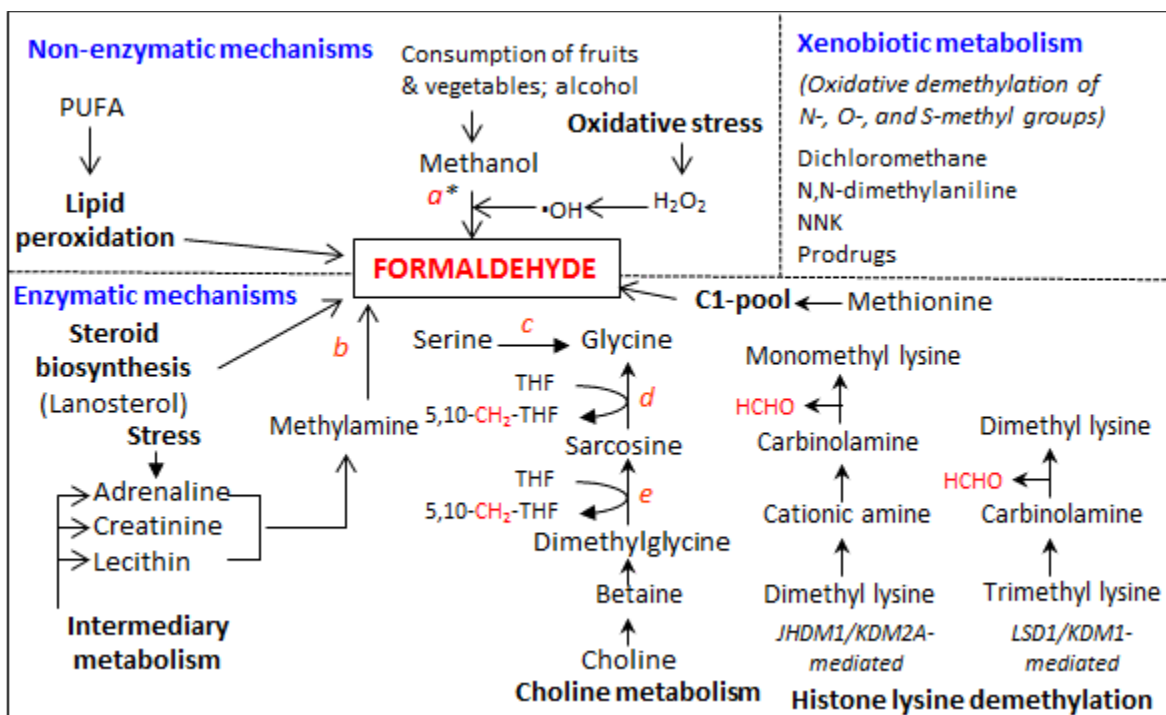 Non-enzymatic mechanisms
PUFA
Lipid
peroxidation
Consumption of fruits
& vegetables; alcohol
Methanol
a*
Oxidative stress
H₂O₂
•OH
FORMALDEHYDE
Xenobiotic metabolism
(Oxidative demethylation of
N-, O-, and S-methyl groups)
Dichloromethane
N,N-dimethylaniline
NNK
Prodrugs
Enzymatic mechanisms
Steroid
biosynthesis
(Lanosterol)
Stress
Adrenaline
Creatinine
Lecithin
Intermediary
metabolism
b
Methylamine
C1-pool
Methionine
Serine
c
Glycine
THF
d
5,10-CH₂-THF
Sarcosine
THF
e
5,10-CH₂-THF
Dimethylglycine
Betaine
Choline
Choline metabolism
Monomethyl lysine
HCHO
Carbinolamine
Cationic amine
Dimethyl lysine
JHDM1/KDM2A-
mediated
Dimethyl lysine
HCHO
Carbinolamine
Trimethyl lysine
LSD1/KDM1-
mediated
Histone lysine demethylation